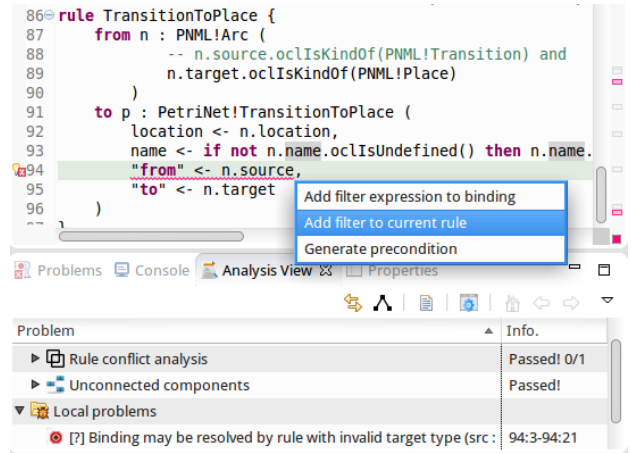 86 rule TransitionToPlace {
87 from n : PNML!Arc (
88 -- n.source.oclIsKindOf(PNML!Transition) and
89 n.target.oclIsKindOf(PNML!Place)
90 )
91 to p : PetriNet!TransitionToPlace (
92 location <- n.location,
93 name <- if not n.name.oclIsUndefined() then n.name.
94 "from" <- n.source,
95 "to" <- n.target
96 )
97 }
Add filter expression to binding
Add filter to current rule
Generate precondition
Problems Console Analysis View Properties
Problem Info.
Rule conflict analysis Passed! 0/1
Unconnected components Passed!
Local problems
[?] Binding may be resolved by rule with invalid target type (src : 94:3-94:21